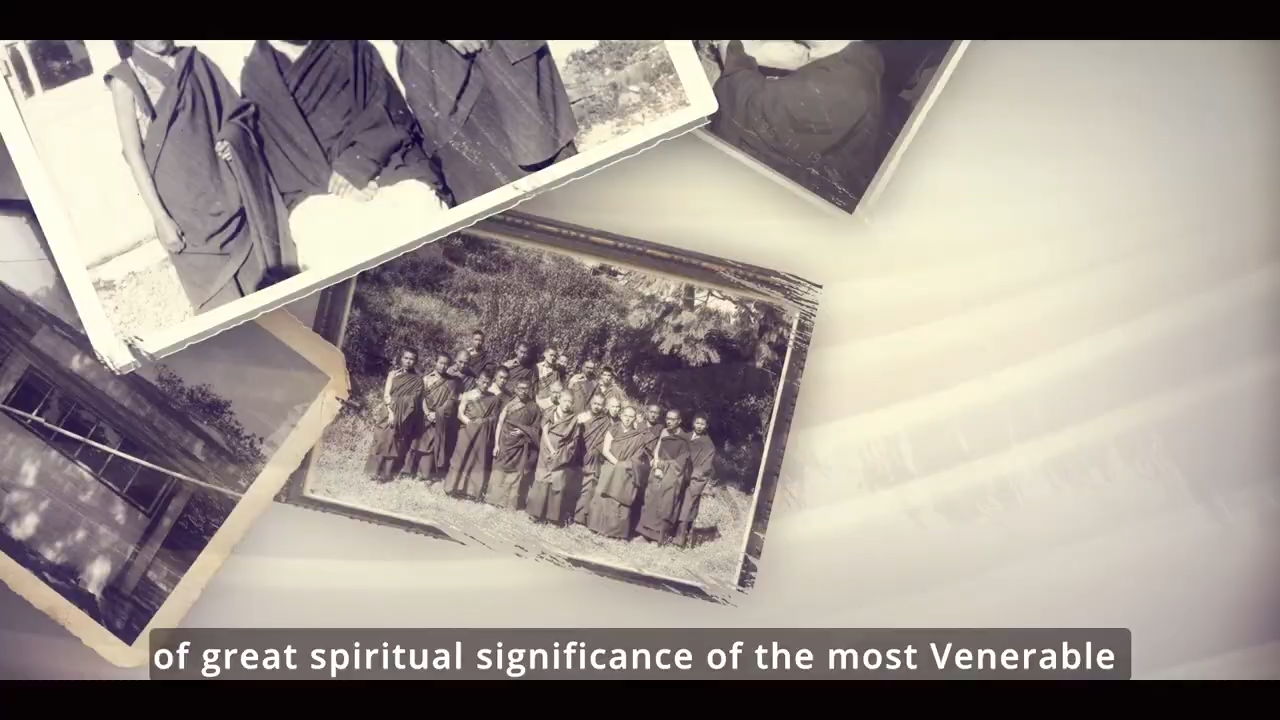 of great spiritual significance of the most Venerable